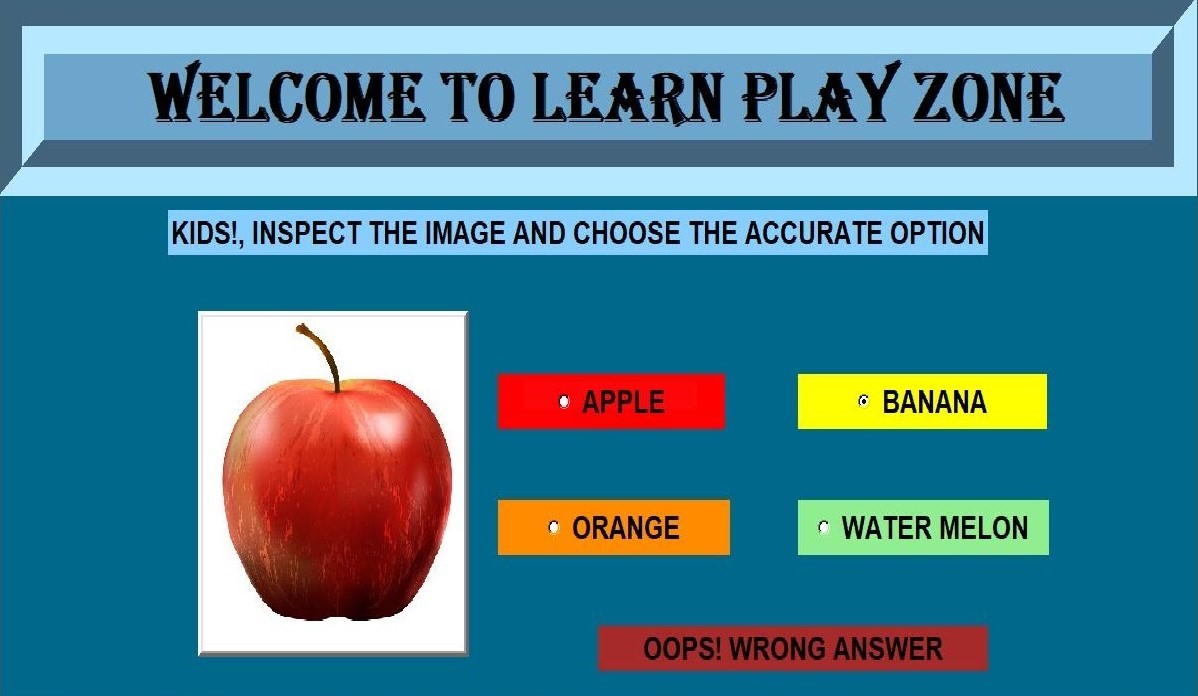 WELCOME TO LEARN PLAY ZONE
KIDS!, INSPECT THE IMAGE AND CHOOSE THE ACCURATE OPTION
APPLE
BANANA
ORANGE
WATER MELON
OOPS! WRONG ANSWER